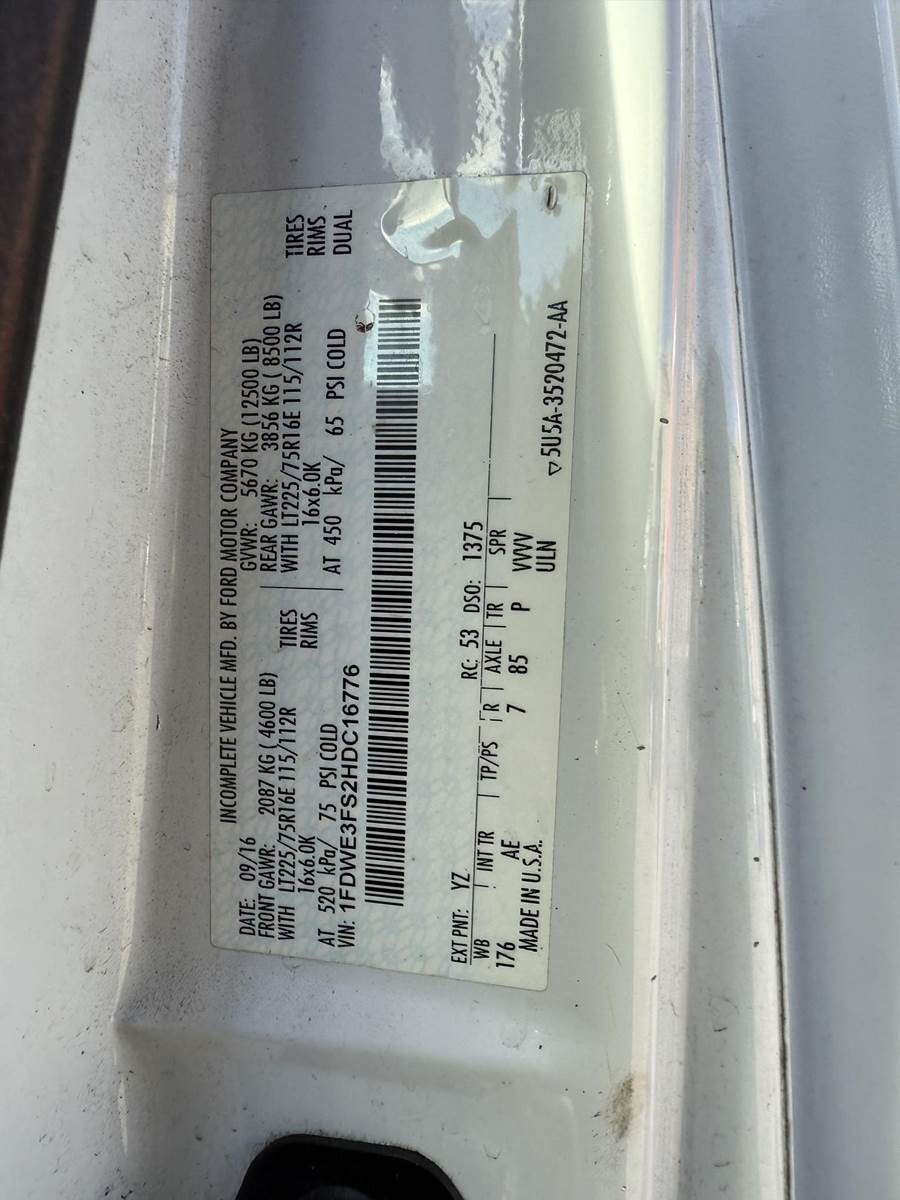 INCOMPLETE VEHICLE MFD. BY FORD MOTOR COMPANY
DATE: 09/16 GVWR: 5670 KG (12500 LB)
FRONT GAWR: 2087 KG ( 4600 LB) REAR GAWR: 3856 KG ( 8500 LB)
WITH LT225/75R16E 115/112R TIRES WITH LT225/75R16E 115/112R TIRES
16x6.0K RIMS 16x6.0K RIMS
AT 520 kPa/ 75 PSI COLD AT 450 kPa/ 65 PSI COLD DUAL
VIN: 1FDWE3FS2HDC16776
EXT PNT: YZ RC: 53 DSO: 1375
WB INT TR TP/PS R AXLE TR SPR
176 AE 7 85 P VVV
MADE IN U.S.A. ULN
▽5U5A-3520472-AA